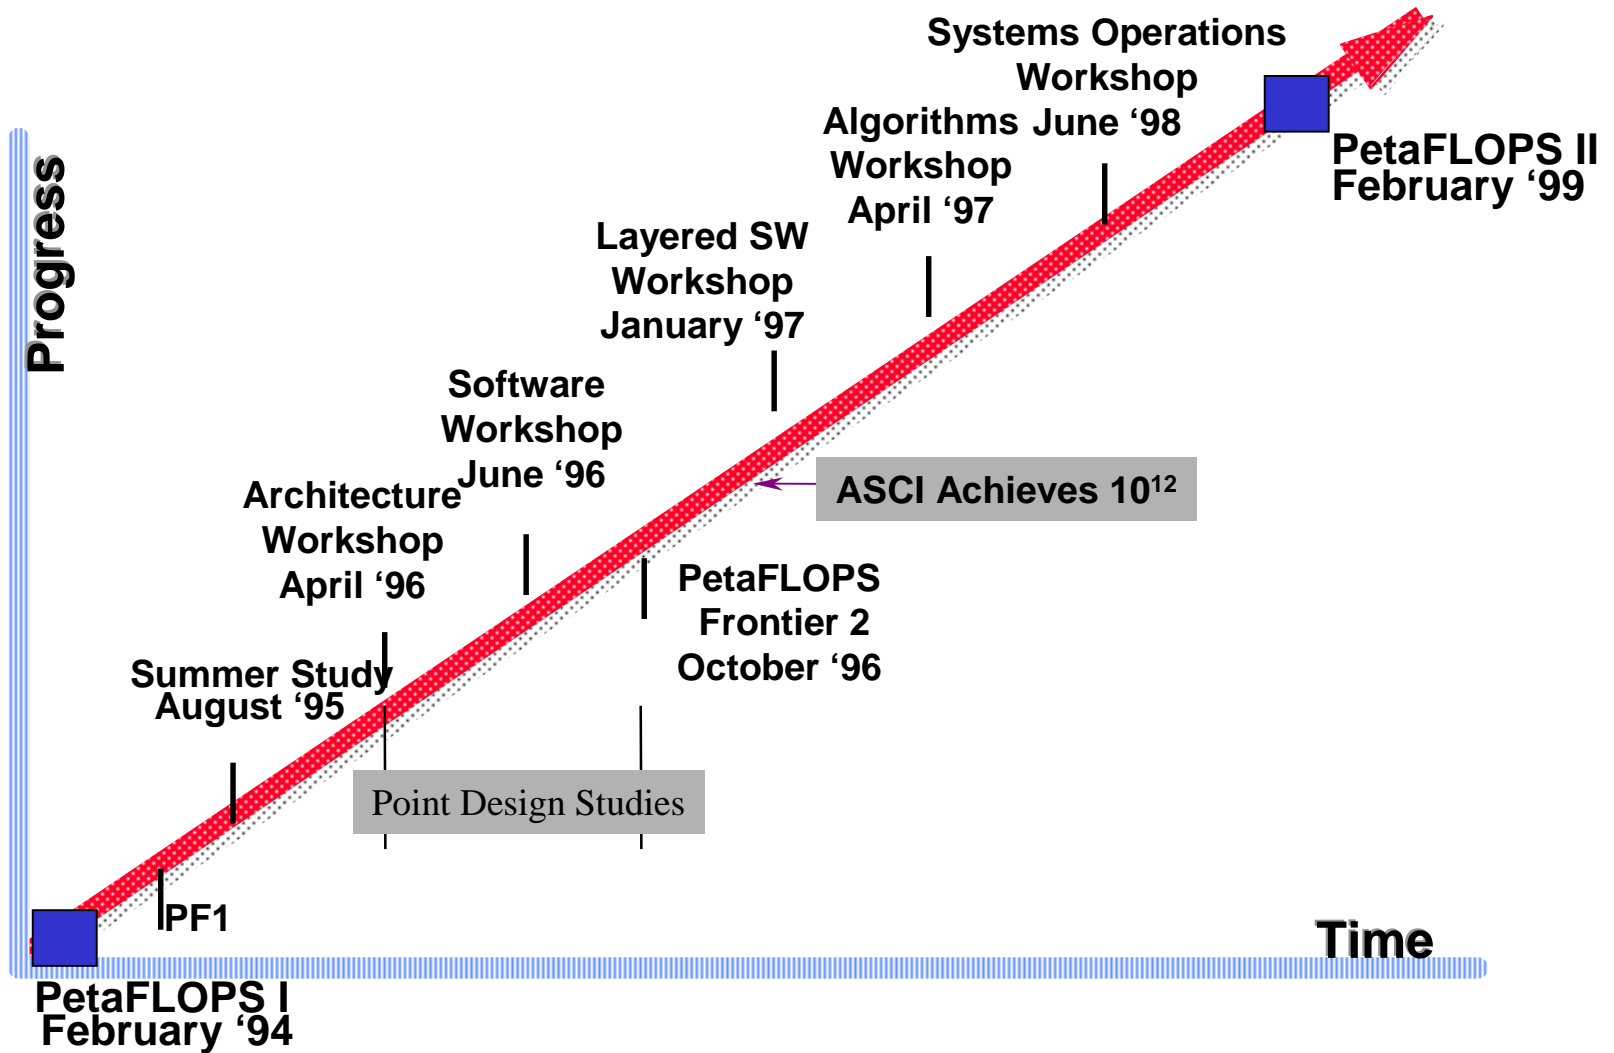 Systems Operations
Workshop
June ‘98
Algorithms
Workshop
April ‘97
PetaFLOPS II
February ‘99
Progress
Layered SW
Workshop
January ‘97
Software
Workshop
June ‘96
ASCI Achieves 10¹²
Architecture
Workshop
April ‘96
PetaFLOPS
Frontier 2
October ‘96
Summer Study
August ‘95
Point Design Studies
PF1
Time
PetaFLOPS I
February ‘94